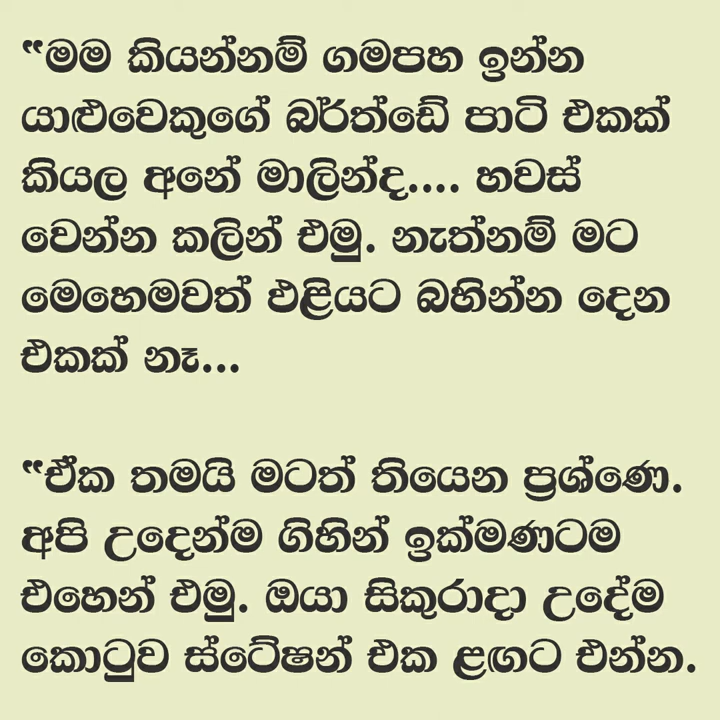 “මම කියන්නම් ගමපහ ඉන්න
යාළුවෙකුගේ බර්ත්ඩේ පාටි එකක්
කියල අනේ මාලින්ද.... හවස්
වෙන්න කලින් එමු. නැත්නම් මට
මෙහෙමවත් එළියට බහින්න දෙන
එකක් නෑ...
“ඒක තමයි මටත් තියෙන ප්‍රශ්ණෙ.
අපි උදෙන්ම ගිහින් ඉක්මණටම
එහෙන් එමු. ඔයා සිකුරාදා උදේම
කොටුව ස්ටේෂන් එක ළඟට එන්න.